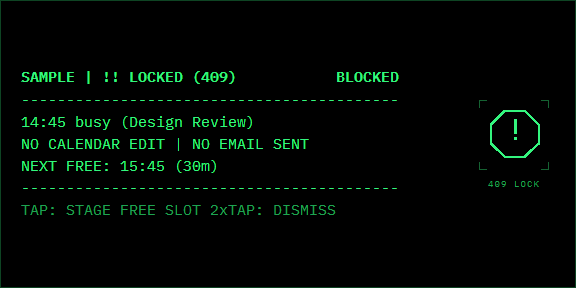 SAMPLE | !! LOCKED (409) BLOCKED
------------------------------------------
14:45 busy (Design Review)
NO CALENDAR EDIT | NO EMAIL SENT
NEXT FREE: 15:45 (30m)
------------------------------------------
TAP: STAGE FREE SLOT 2xTAP: DISMISS
!
409 LOCK